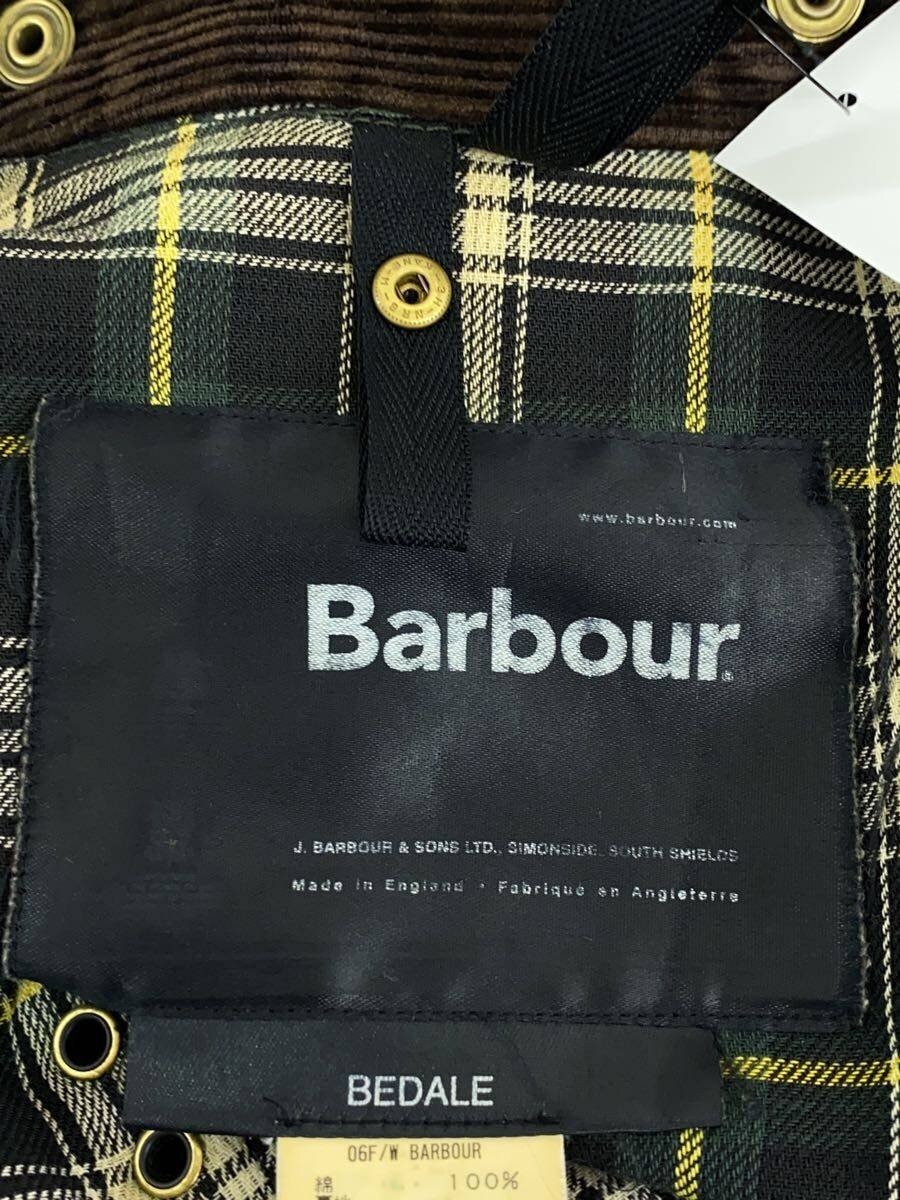 www.barbour.com
Barbour®
J. BARBOUR & SONS LTD., SIMONSIDE, SOUTH SHIELDS
Made in England • Fabriqué en Angleterre
BEDALE
06F/W BARBOUR
綿 100%